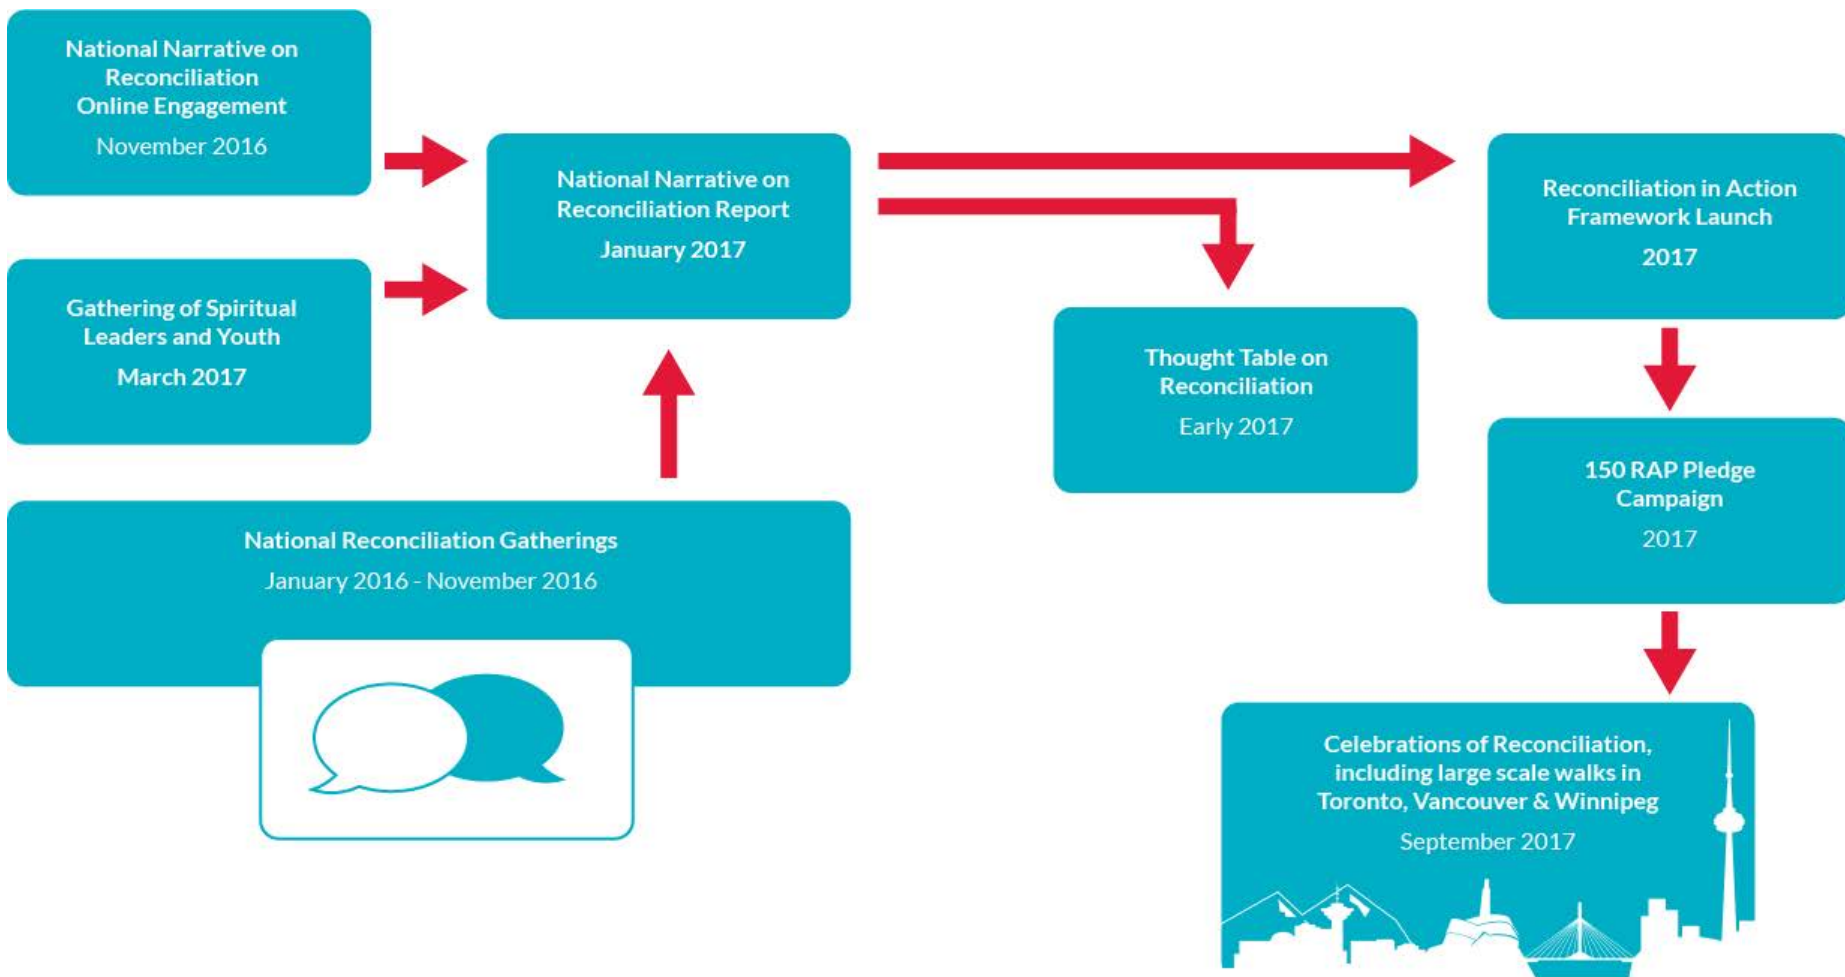 National Narrative on
Reconciliation
Online Engagement
November 2016
Gathering of Spiritual
Leaders and Youth
March 2017
National Reconciliation Gatherings
January 2016 - November 2016
National Narrative on
Reconciliation Report
January 2017
Thought Table on
Reconciliation
Early 2017
Reconciliation in Action
Framework Launch
2017
150 RAP Pledge
Campaign
2017
Celebrations of Reconciliation,
including large scale walks in
Toronto, Vancouver & Winnipeg
September 2017